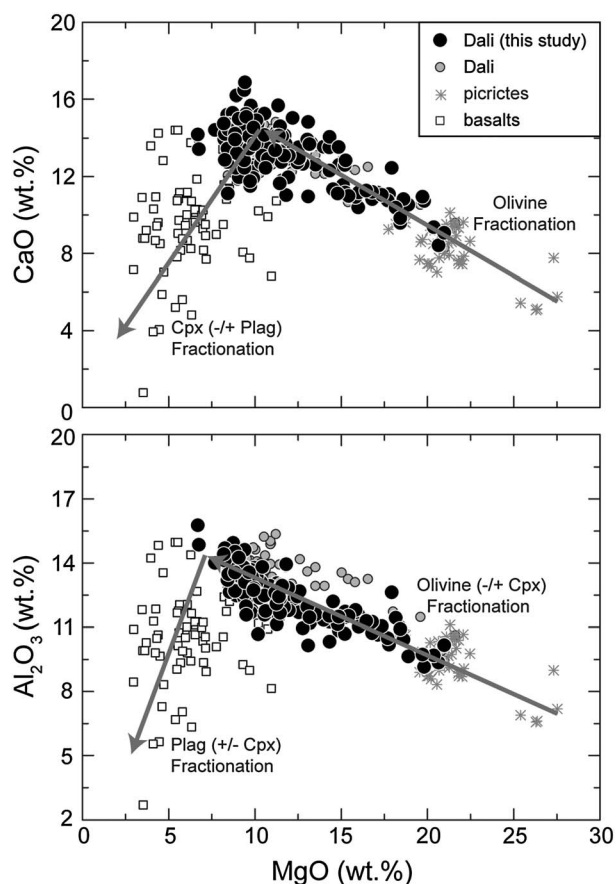 20
16
12
8
4
0
CaO (wt.%)
Dali (this study)
Dali
picrictes
basalts
Olivine
Fractionation
Cpx (-/+ Plag)
Fractionation
20
17
14
11
8
5
2
Al₂O₃ (wt.%)
Olivine (-/+ Cpx)
Fractionation
Plag (+/- Cpx)
Fractionation
0 5 10 15 20 25 30
MgO (wt.%)